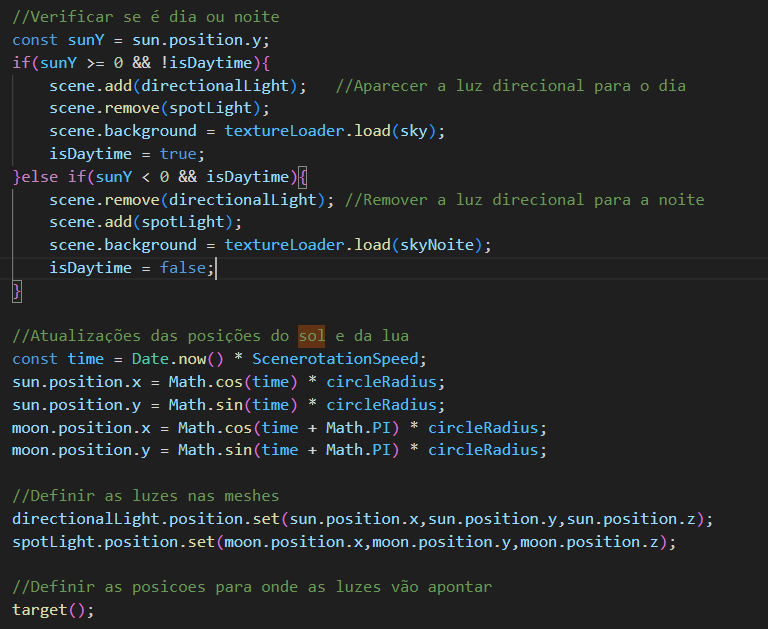 //Verificar se é dia ou noite
const sunY = sun.position.y;
if(sunY >= 0 && !isDaytime){
    scene.add(directionalLight);   //Aparecer a luz direcional para o dia
    scene.remove(spotLight);
    scene.background = textureLoader.load(sky);
    isDaytime = true;
}else if(sunY < 0 && isDaytime){
    scene.remove(directionalLight); //Remover a luz direcional para a noite
    scene.add(spotLight);
    scene.background = textureLoader.load(skyNoite);
    isDaytime = false;
}
//Atualizações das posições do sol e da lua
const time = Date.now() * ScenerotationSpeed;
sun.position.x = Math.cos(time) * circleRadius;
sun.position.y = Math.sin(time) * circleRadius;
moon.position.x = Math.cos(time + Math.PI) * circleRadius;
moon.position.y = Math.sin(time + Math.PI) * circleRadius;
//Definir as luzes nas meshes
directionalLight.position.set(sun.position.x,sun.position.y,sun.position.z);
spotLight.position.set(moon.position.x,moon.position.y,moon.position.z);
//Definir as posicoes para onde as luzes vão apontar
target();